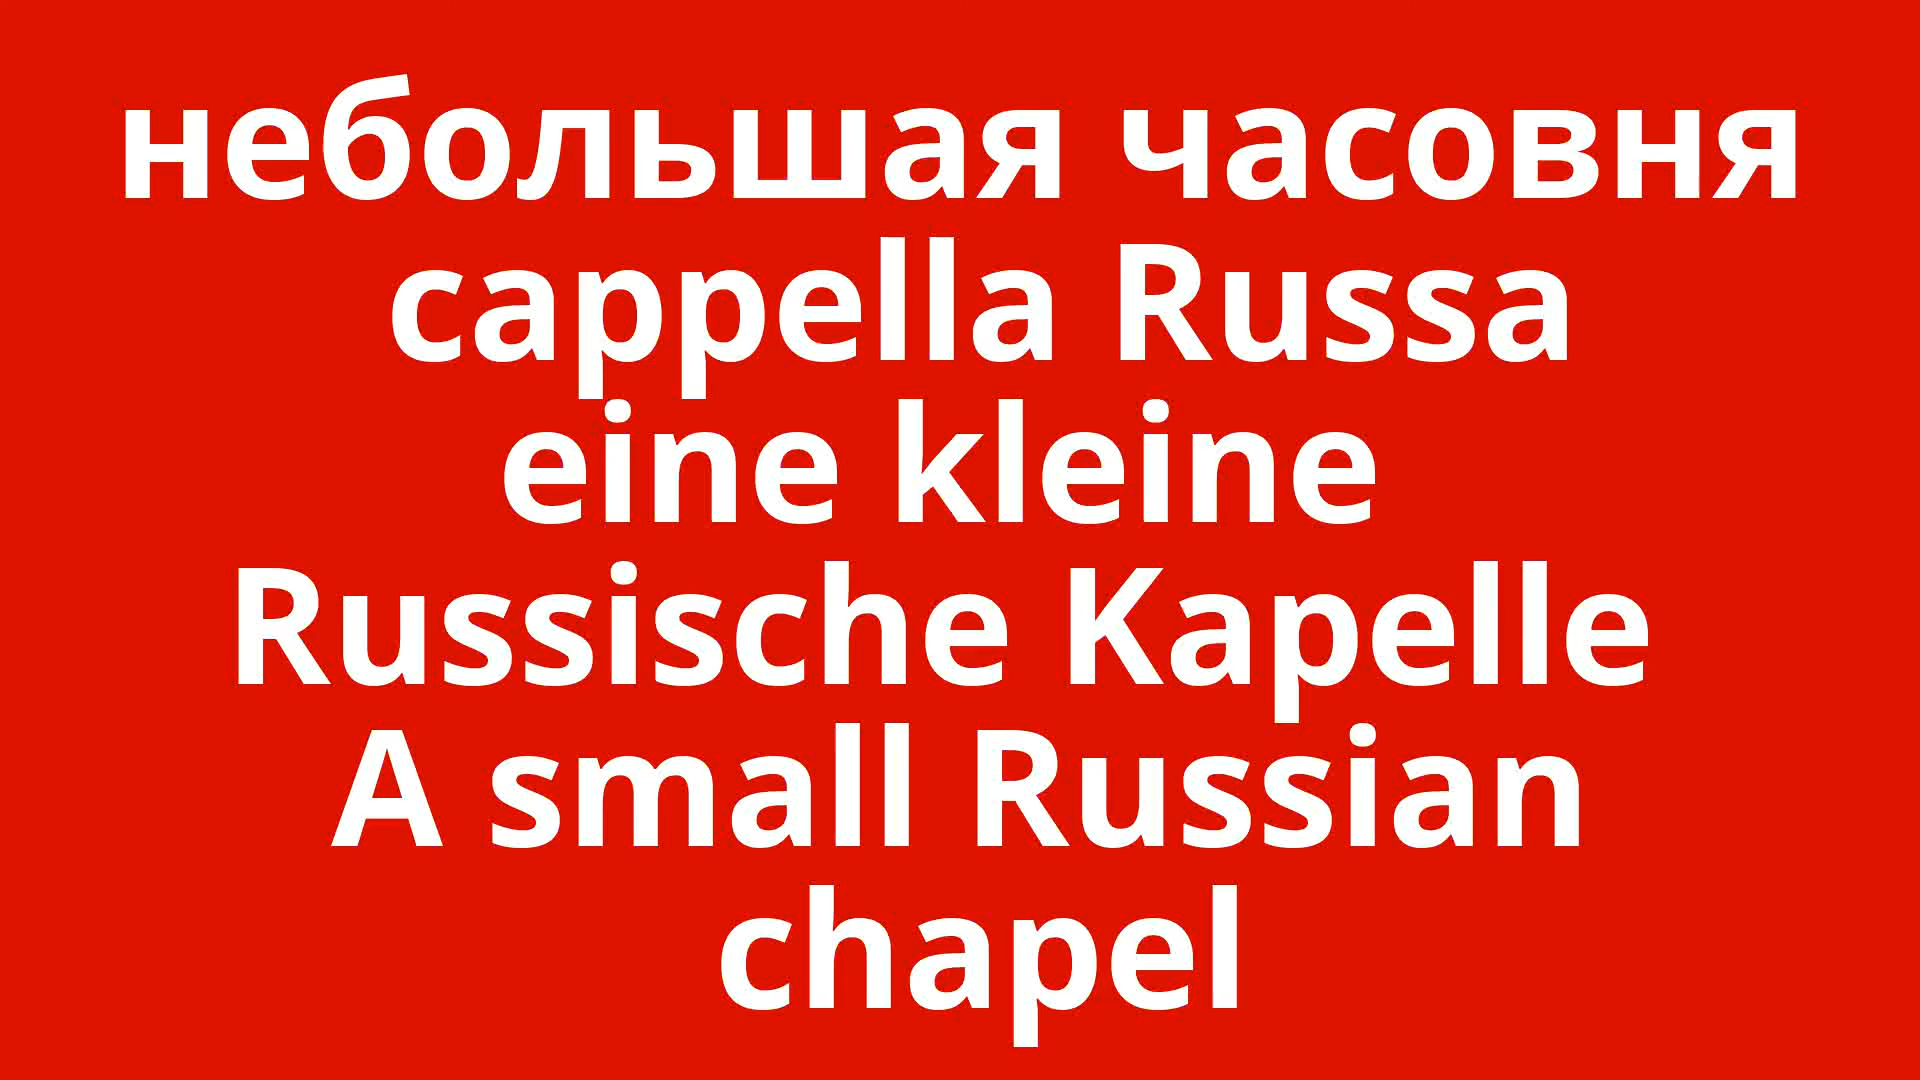 небольшая часовня
cappella Russa
eine kleine
Russische Kapelle
A small Russian
chapel